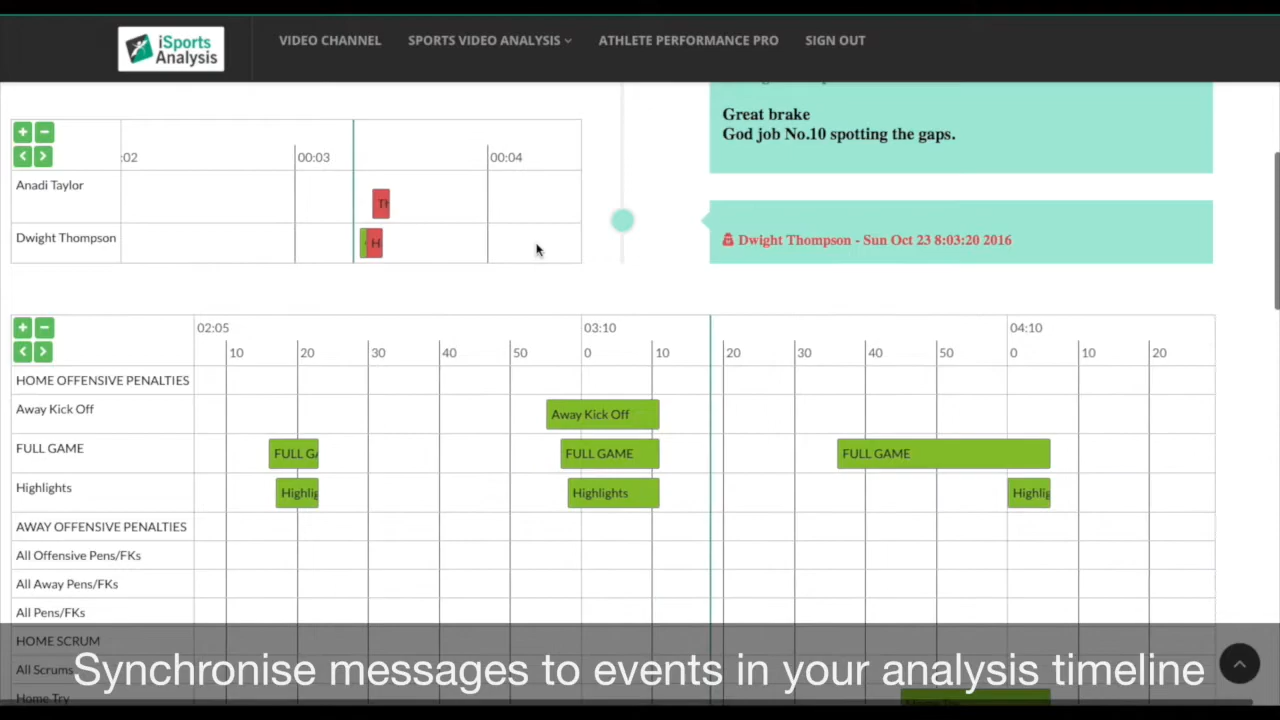 iSports
Analysis
VIDEO CHANNEL
SPORTS VIDEO ANALYSIS
ATHLETE PERFORMANCE PRO
SIGN OUT
Great brake
God job No.10 spotting the gaps.
:02
00:03
00:04
Anadi Taylor
Th
Dwight Thompson
H
Dwight Thompson - Sun Oct 23 8:03:20 2016
02:05
03:10
04:10
10 20 30 40 50 0 10 20 30 40 50 0 10 20
HOME OFFENSIVE PENALTIES
Away Kick Off
Away Kick Off
FULL GAME
FULL GA
FULL GAME
FULL GAME
Highlights
Highlig
Highlights
Highlig
AWAY OFFENSIVE PENALTIES
All Offensive Pens/FKs
All Away Pens/FKs
All Pens/FKs
HOME SCRUM
All Scrums
Synchronise messages to events in your analysis timeline
Home Try